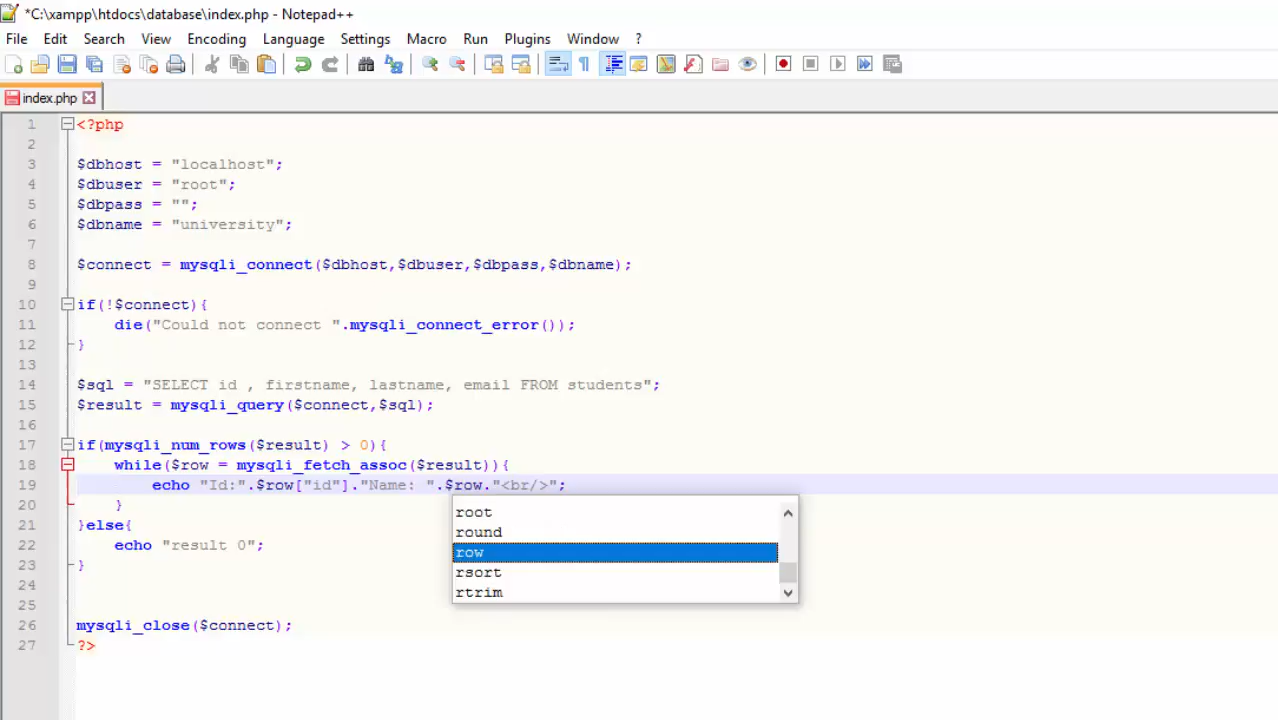 *C:\xampp\htdocs\database\index.php - Notepad++
File Edit Search View Encoding Language Settings Macro Run Plugins Window ?
index.php
1 <?php
2
3 $dbhost = "localhost";
4 $dbuser = "root";
5 $dbpass = "";
6 $dbname = "university";
7
8 $connect = mysqli_connect($dbhost,$dbuser,$dbpass,$dbname);
9
10 if(!$connect){
11 die("Could not connect ".mysqli_connect_error());
12 }
13
14 $sql = "SELECT id , firstname, lastname, email FROM students";
15 $result = mysqli_query($connect,$sql);
16
17 if(mysqli_num_rows($result) > 0){
18 while($row = mysqli_fetch_assoc($result)){
19 echo "Id:".$row["id"]."Name: ".$row."<br/>";
20 }
21 }else{
22 echo "result 0";
23 }
24
25
26 mysqli_close($connect);
27 ?>
root
round
row
rsort
rtrim